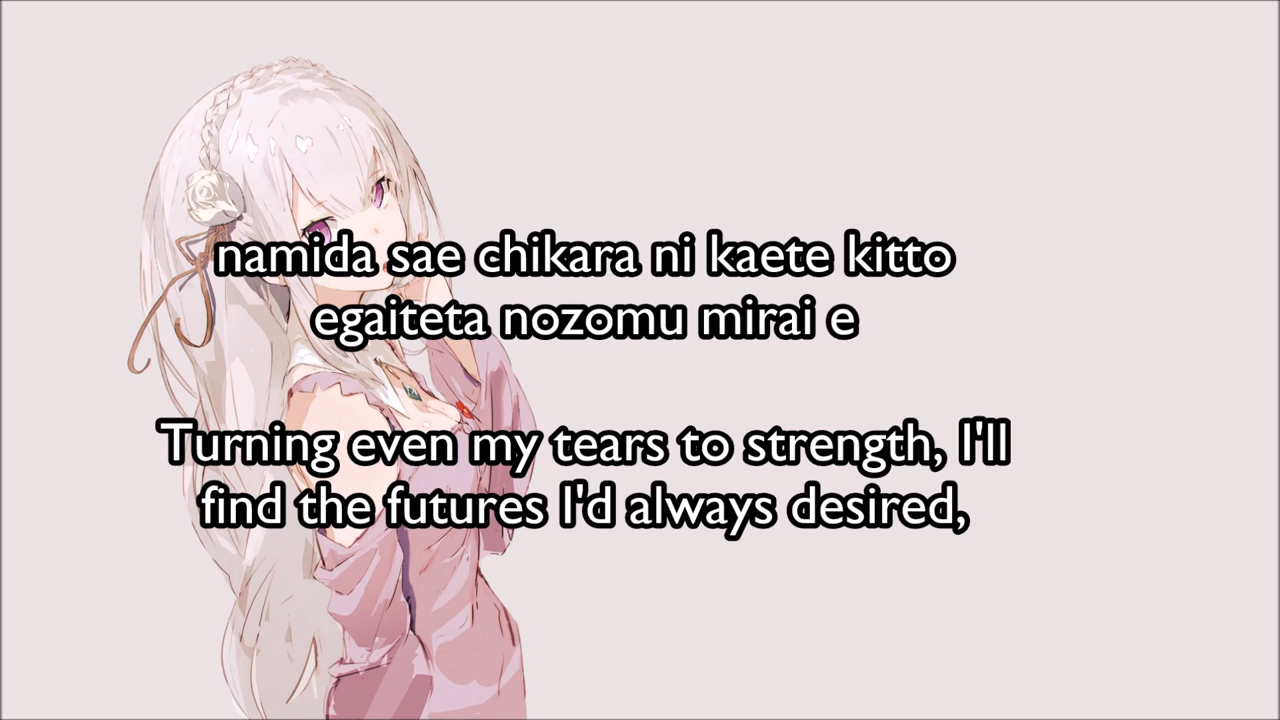 namida sae chikara ni kaete kitto
egaiteta nozomu mirai e
Turning even my tears to strength, I'll
find the futures I'd always desired,